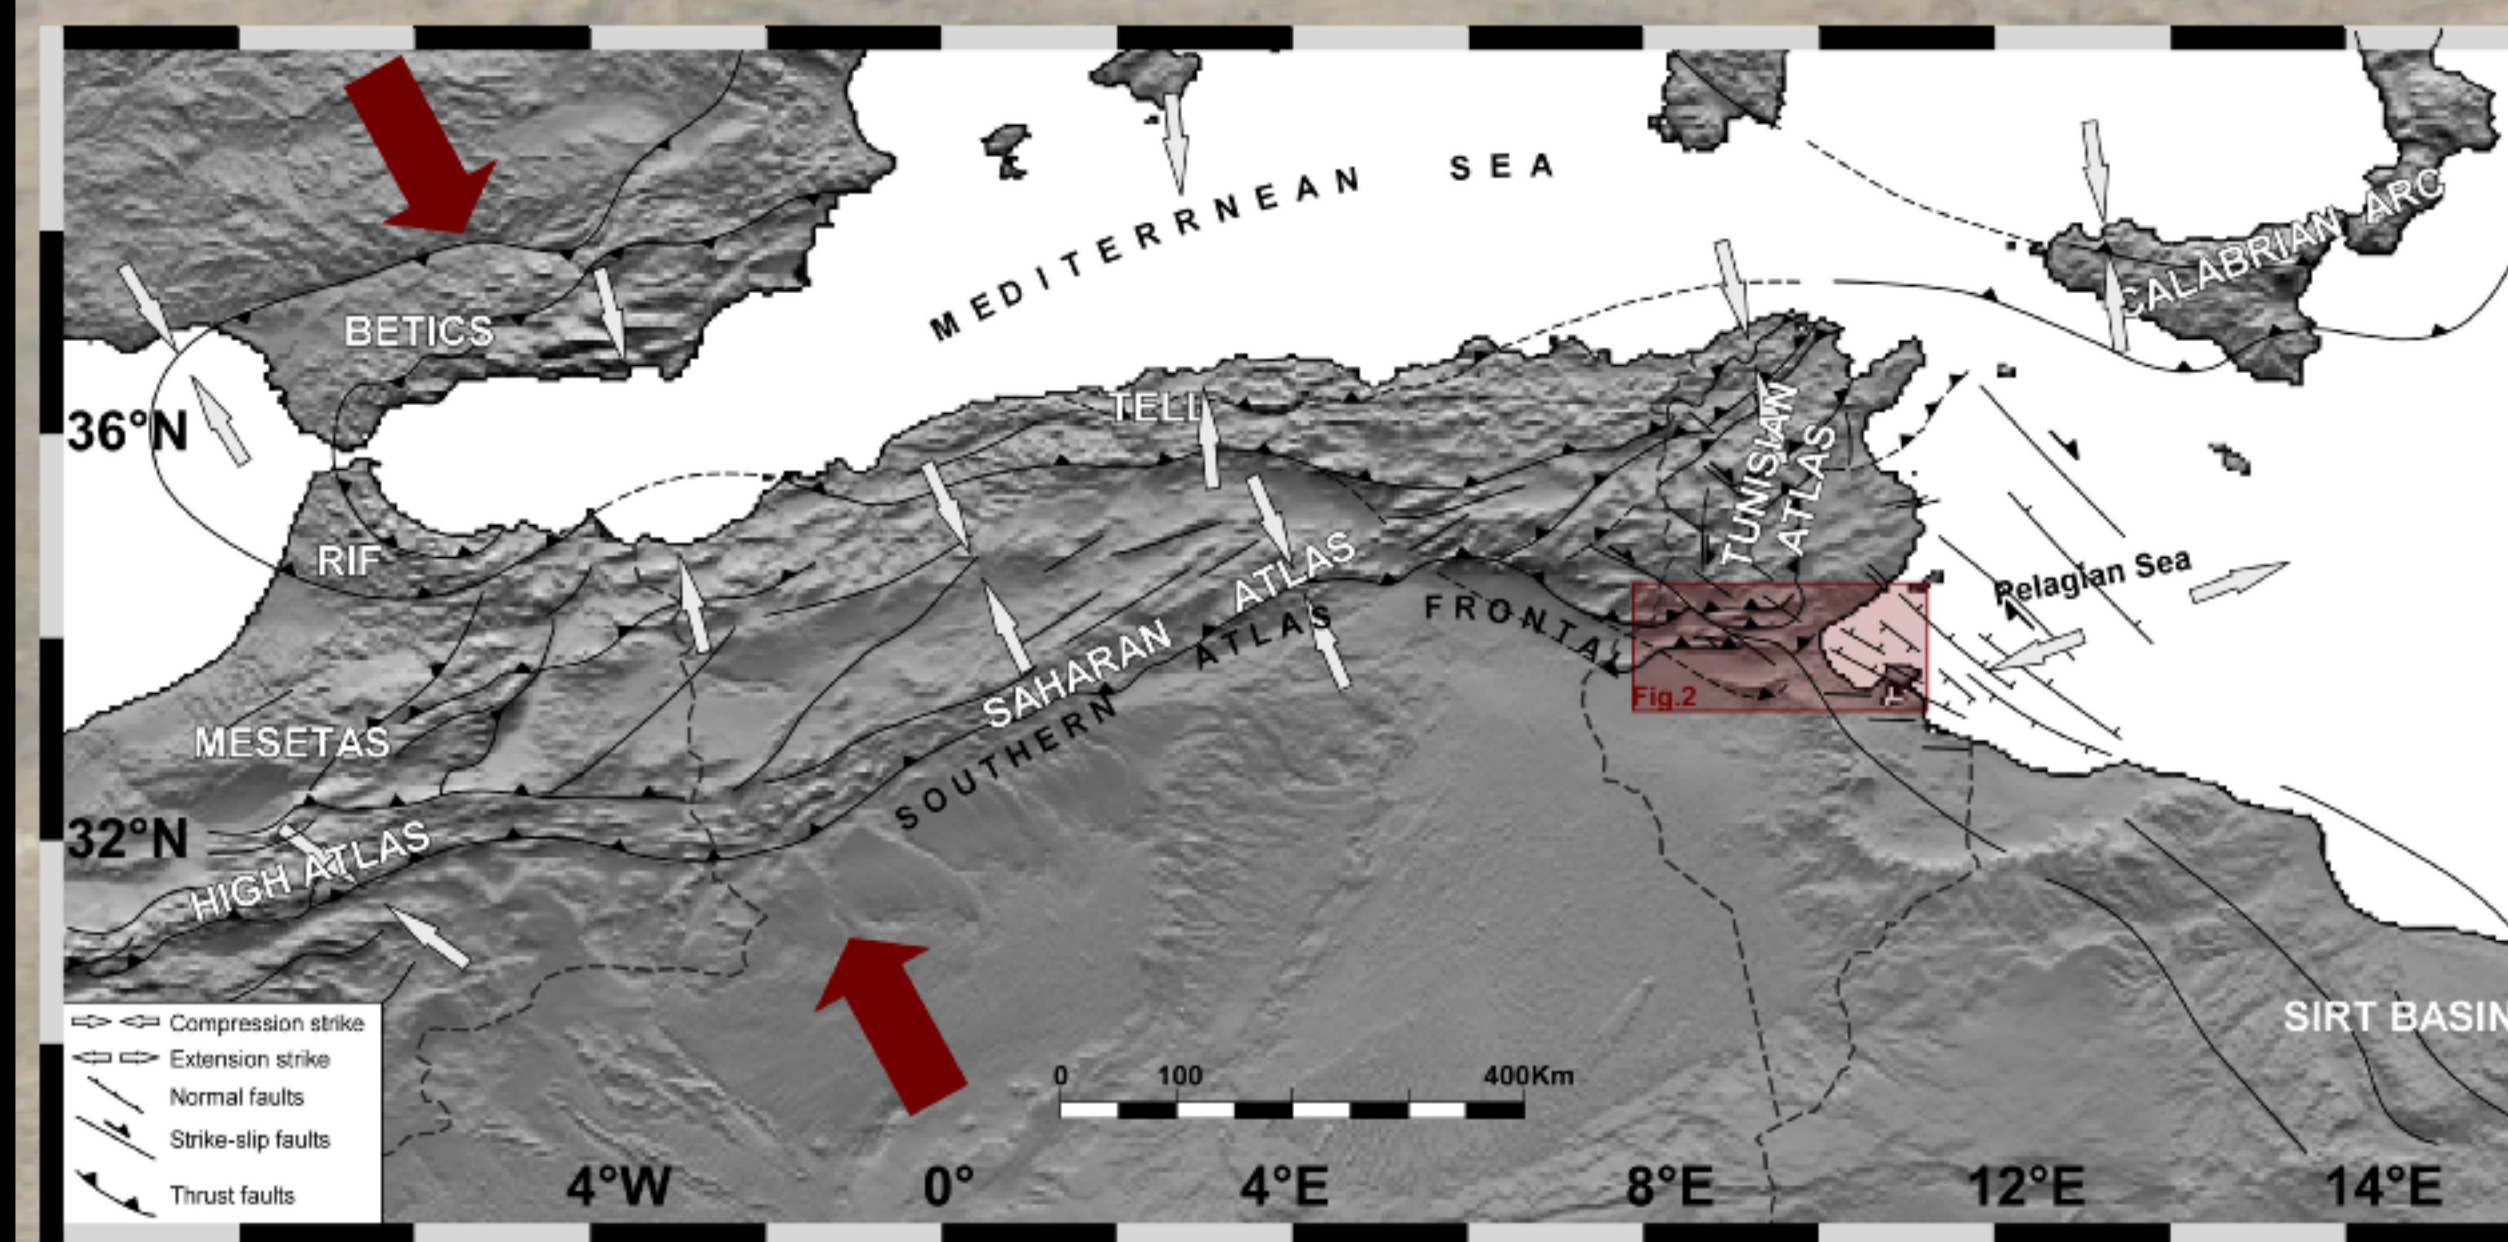 MEDITERRNEAN SEA
CALABRIAN ARC
BETICS
36°N
TELL
TUNISIAN
ATLAS
RIF
Pelagian Sea
SAHARAN ATLAS
SOUTHERN ATLAS FRONTAL
Fig.2
MESETAS
32°N
HIGH ATLAS
SIRT BASIN
Compression strike
Extension strike
Normal faults
Strike-slip faults
Thrust faults
0 100 400Km
4°W 0° 4°E 8°E 12°E 14°E